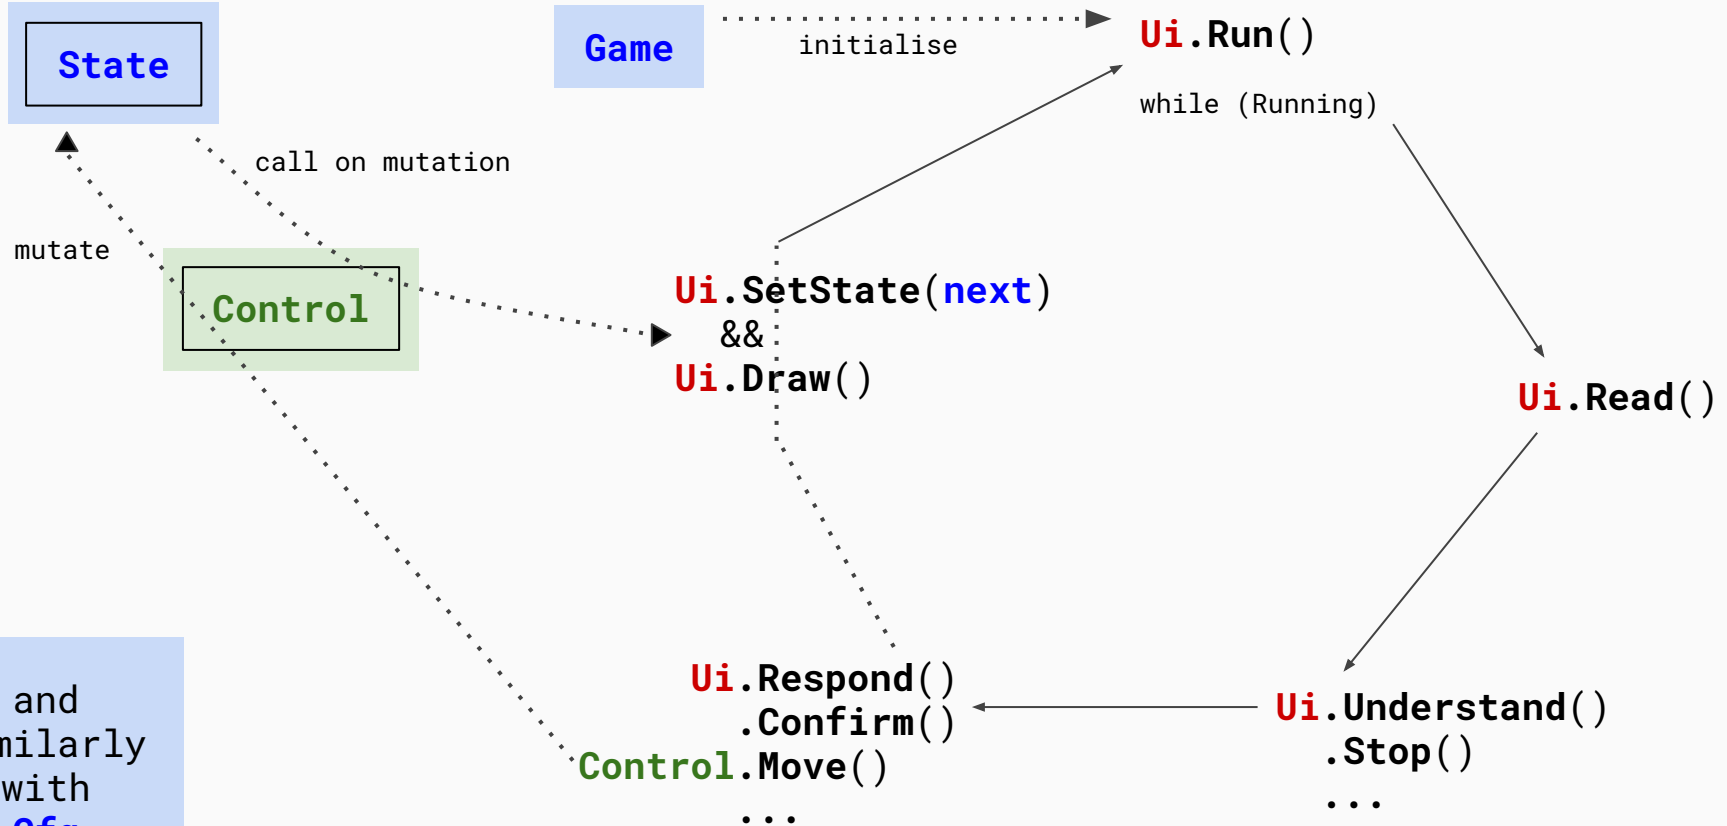 State
Game
initialise
Ui.Run()
while (Running)
call on mutation
mutate
Control
Ui.SetState(next)
&&
Ui.Draw()
Ui.Read()
Ui.Respond()
.Confirm()
Control.Move()
...
Ui.Understand()
.Stop()
...
and
milarly
with